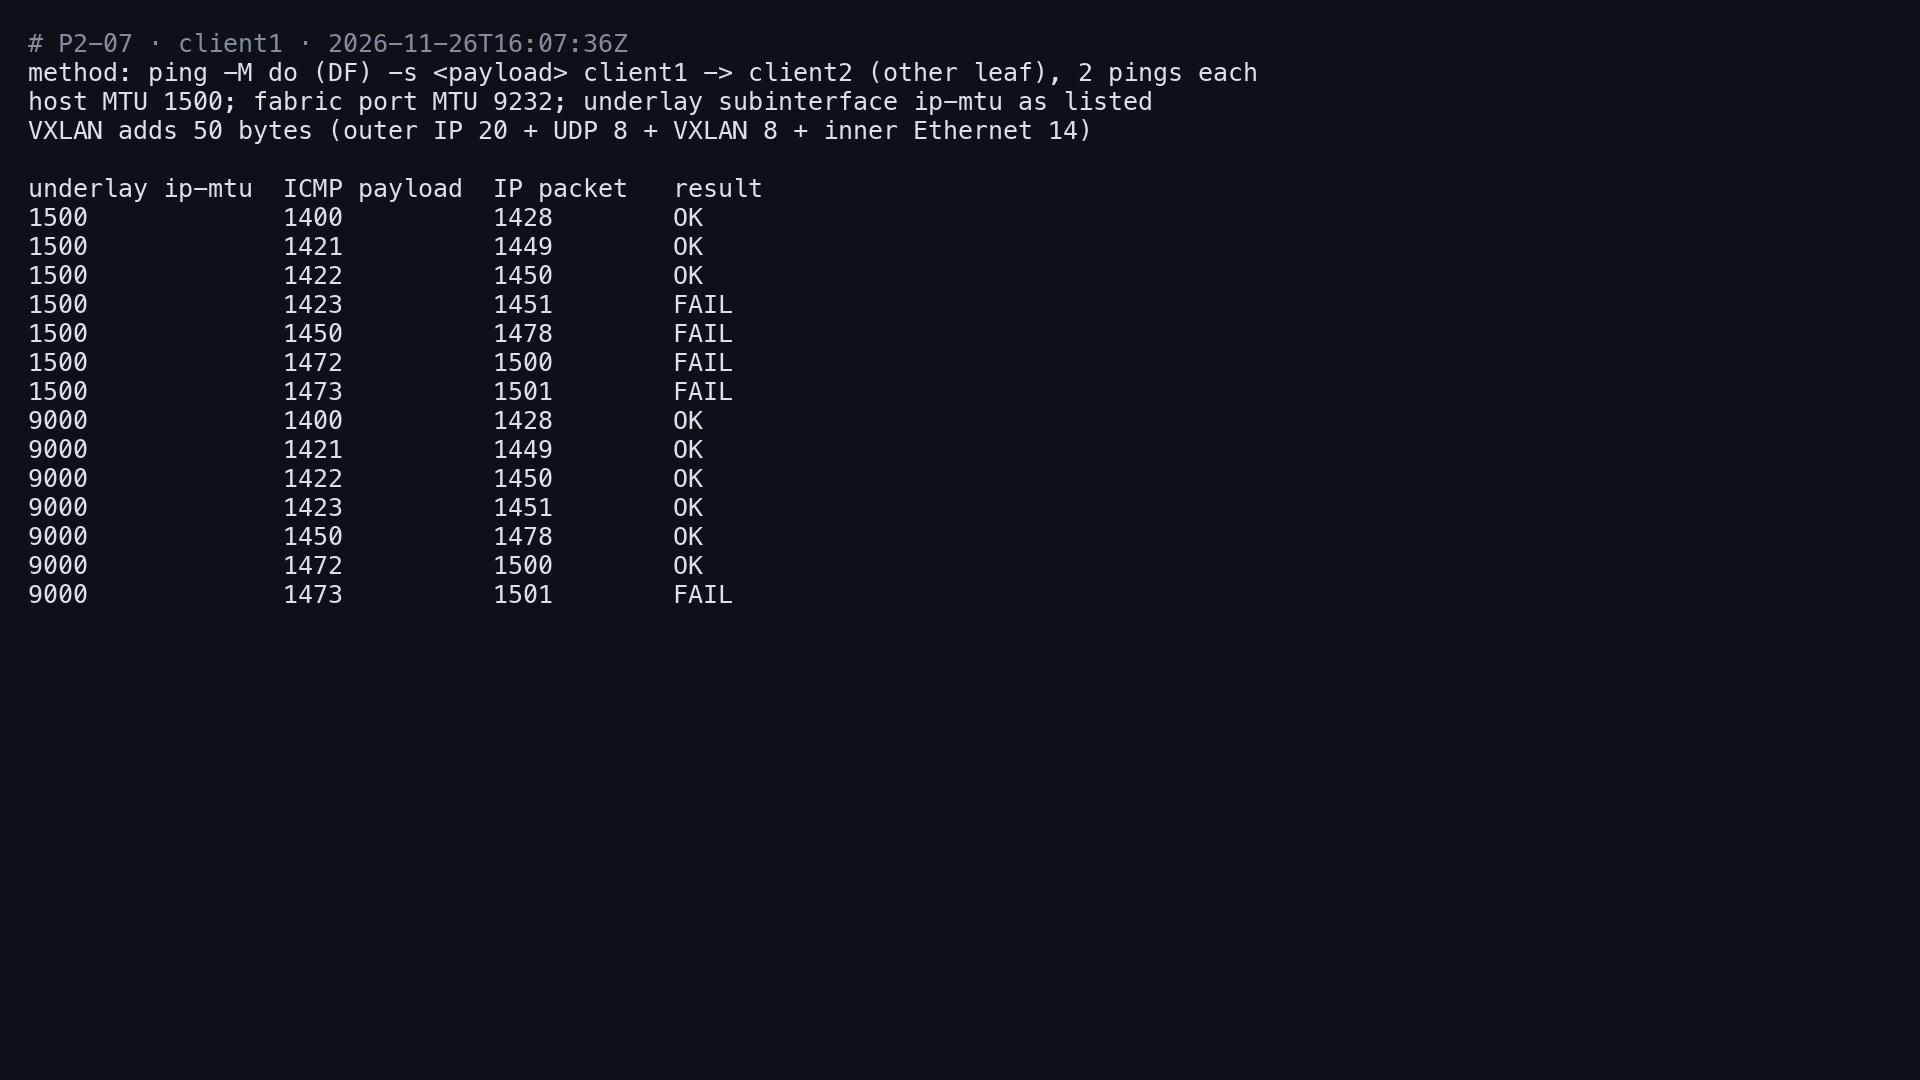 # P2-07 · client1 · 2026-11-26T16:07:36Z
method: ping -M do (DF) -s <payload> client1 -> client2 (other leaf), 2 pings each
host MTU 1500; fabric port MTU 9232; underlay subinterface ip-mtu as listed
VXLAN adds 50 bytes (outer IP 20 + UDP 8 + VXLAN 8 + inner Ethernet 14)

underlay ip-mtu  ICMP payload  IP packet   result
1500             1400          1428        OK
1500             1421          1449        OK
1500             1422          1450        OK
1500             1423          1451        FAIL
1500             1450          1478        FAIL
1500             1472          1500        FAIL
1500             1473          1501        FAIL
9000             1400          1428        OK
9000             1421          1449        OK
9000             1422          1450        OK
9000             1423          1451        OK
9000             1450          1478        OK
9000             1472          1500        OK
9000             1473          1501        FAIL